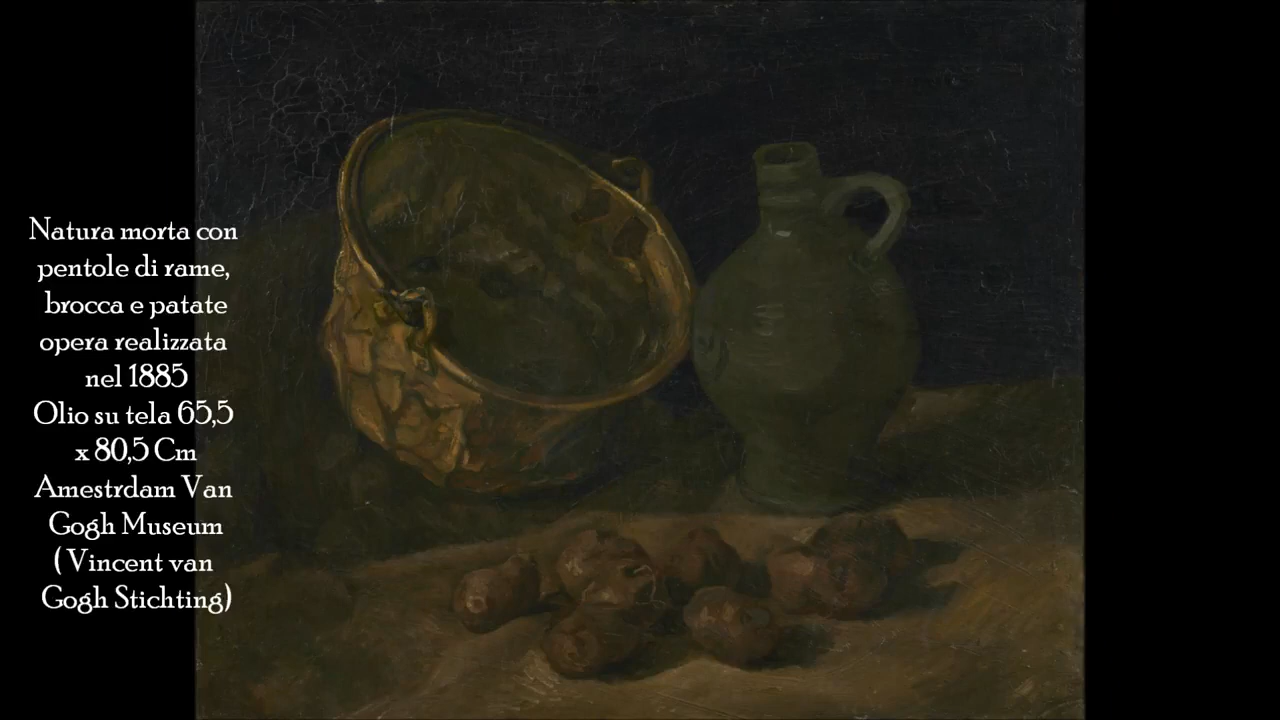 Natura morta con
pentole di rame,
brocca e patate
opera realizzata
nel 1885
Olio su tela 65,5
x 80,5 Cm
Amestrdam Van
Gogh Museum
( Vincent van
Gogh Stichting)